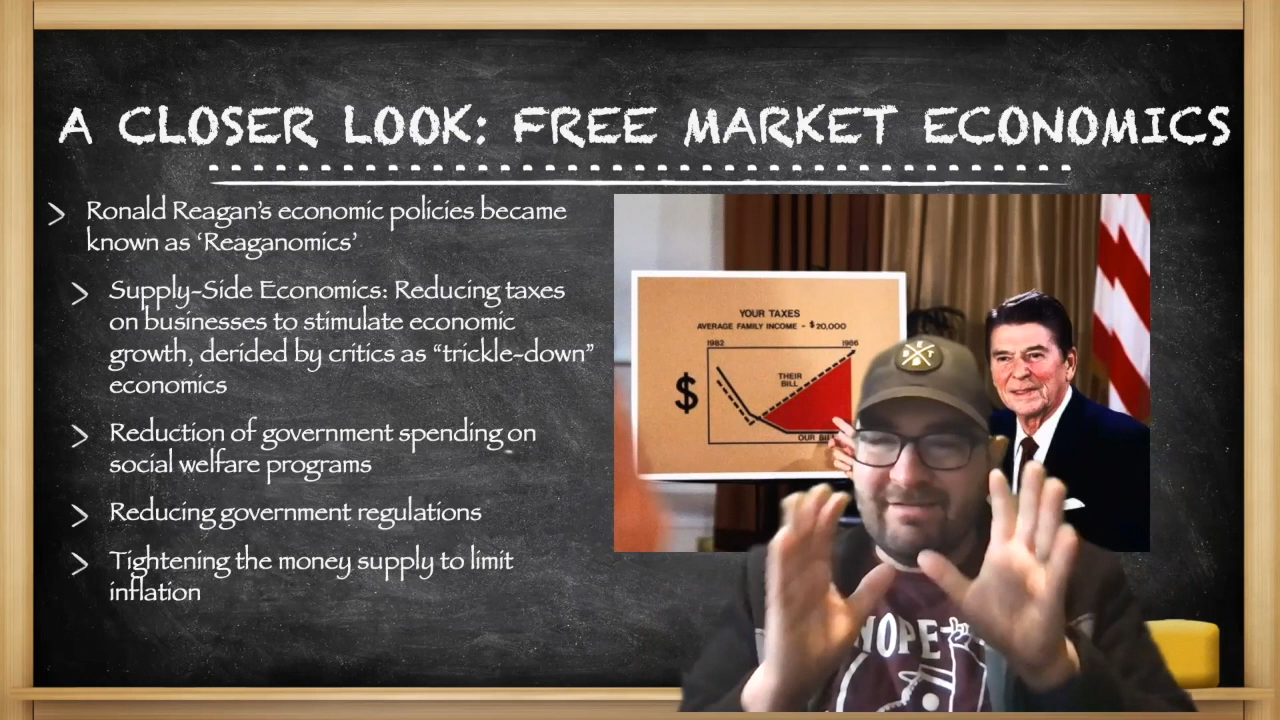 A CLOSER LOOK: FREE MARKET ECONOMICS
Ronald Reagan's economic policies became
known as 'Reaganomics'
Supply-Side Economics: Reducing taxes
on businesses to stimulate economic
growth, derided by critics as “trickle-down”
economics
Reduction of government spending on
social welfare programs
Reducing government regulations
Tightening the money supply to limit
inflation
YOUR TAXES
AVERAGE FAMILY INCOME - $20,000
1982 1986
THEIR
BILL
$
OUR
NOPE